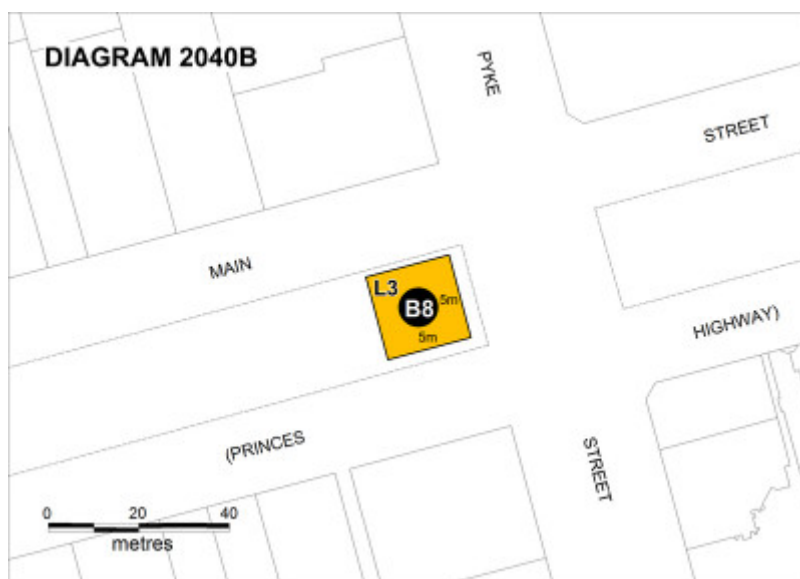 DIAGRAM 2040B
PYKE
STREET
MAIN
L3
B8
5m
5m
HIGHWAY)
(PRINCES
STREET
0 20 40
metres